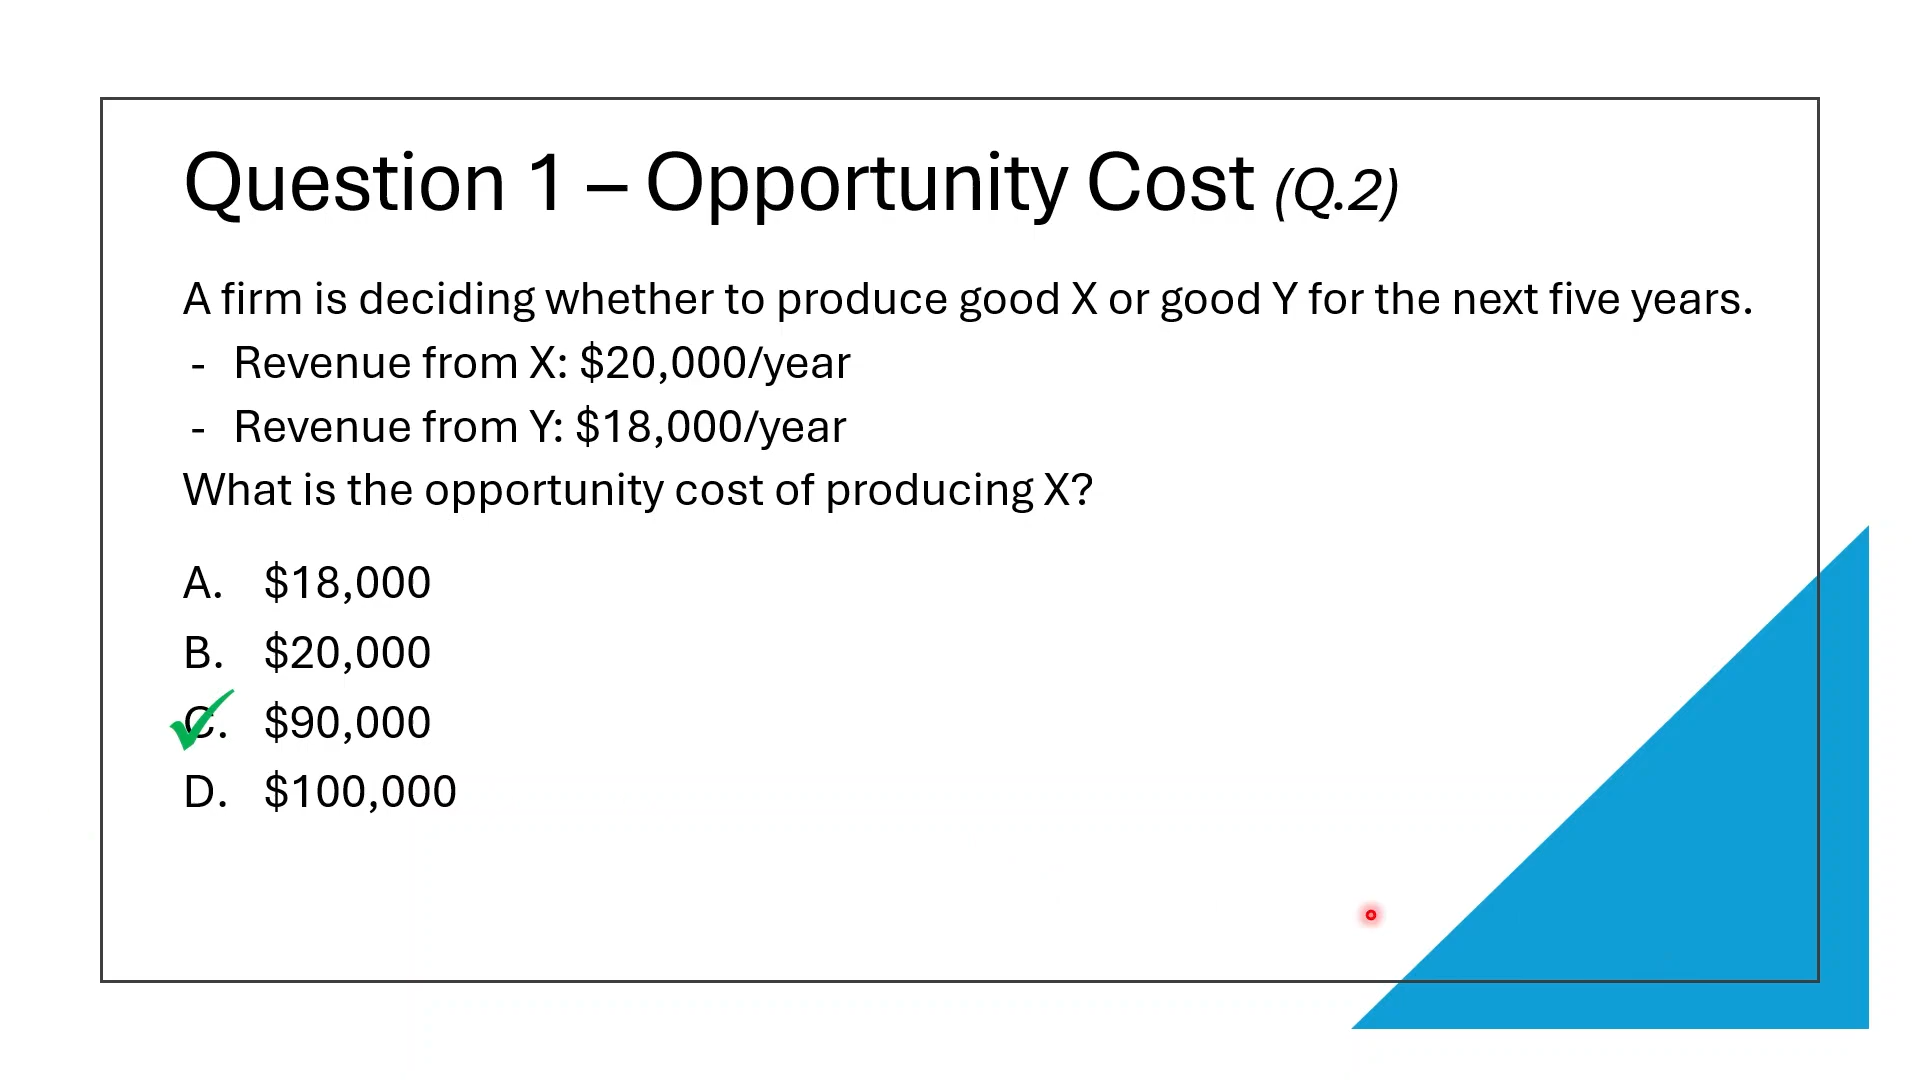 Question 1 – Opportunity Cost (Q.2)
A firm is deciding whether to produce good X or good Y for the next five years.
- Revenue from X: $20,000/year
- Revenue from Y: $18,000/year
What is the opportunity cost of producing X?
A. $18,000
B. $20,000
C. $90,000
D. $100,000